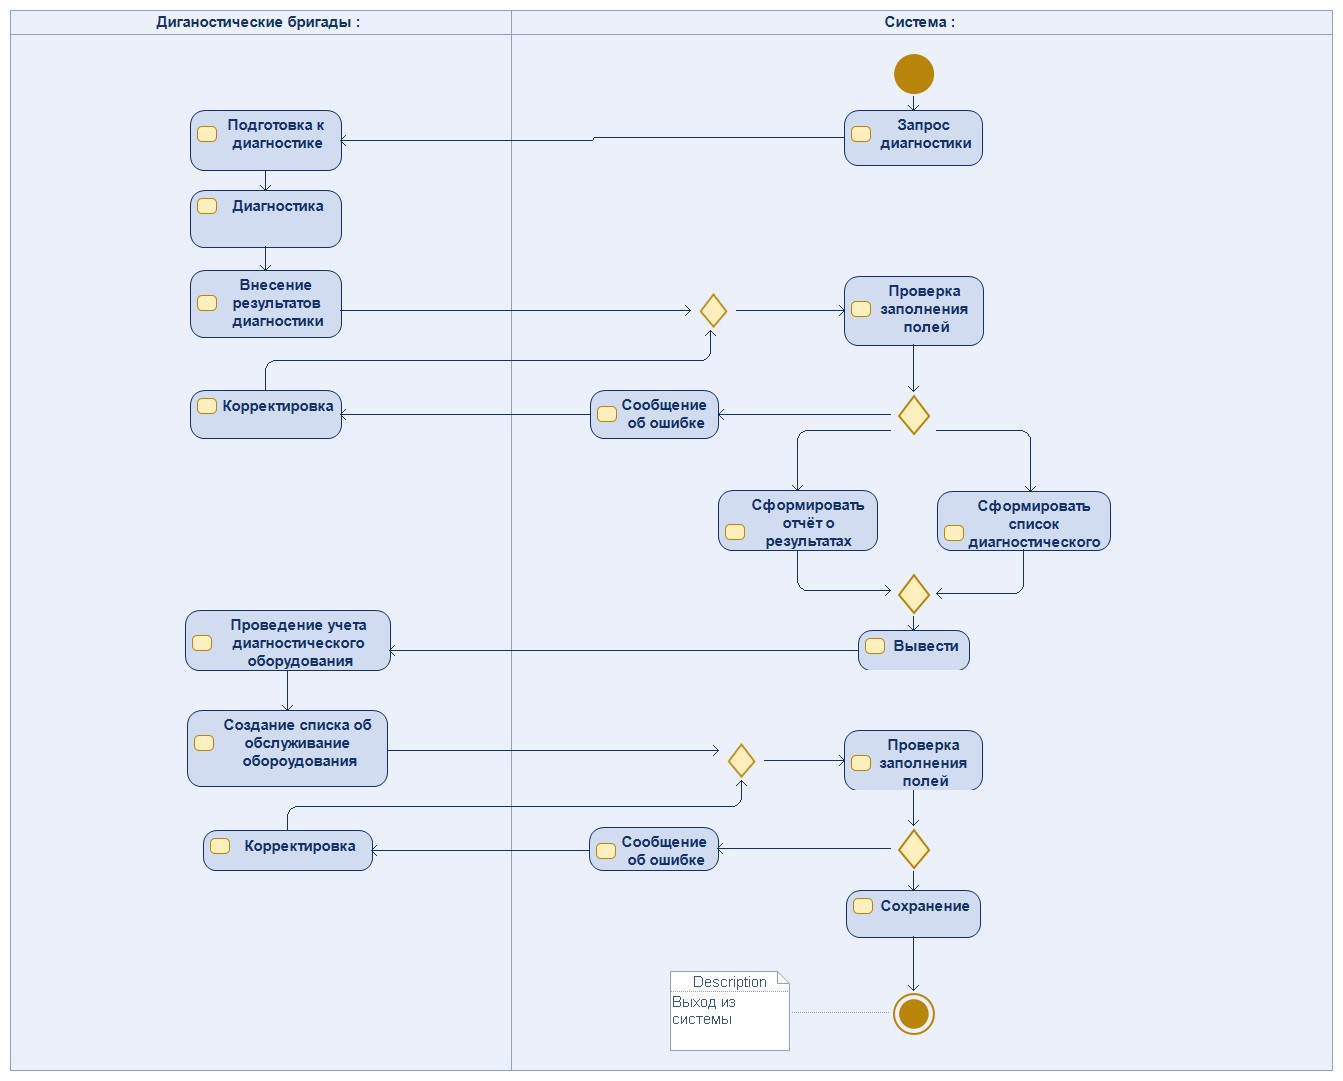 Диганостические бригады :
Система :
Запрос
диагностики
Подготовка к
диагностике
Диагностика
Внесение
результатов
диагностики
Проверка
заполнения
полей
Корректировка
Сообщение
об ошибке
Сформировать
отчёт о
результатах
Сформировать
список
диагностического
Вывести
Проведение учета
диагностического
оборудования
Создание списка об
обслуживание
обороудования
Проверка
заполнения
полей
Корректировка
Сообщение
об ошибке
Сохранение
Description
Выход из
системы